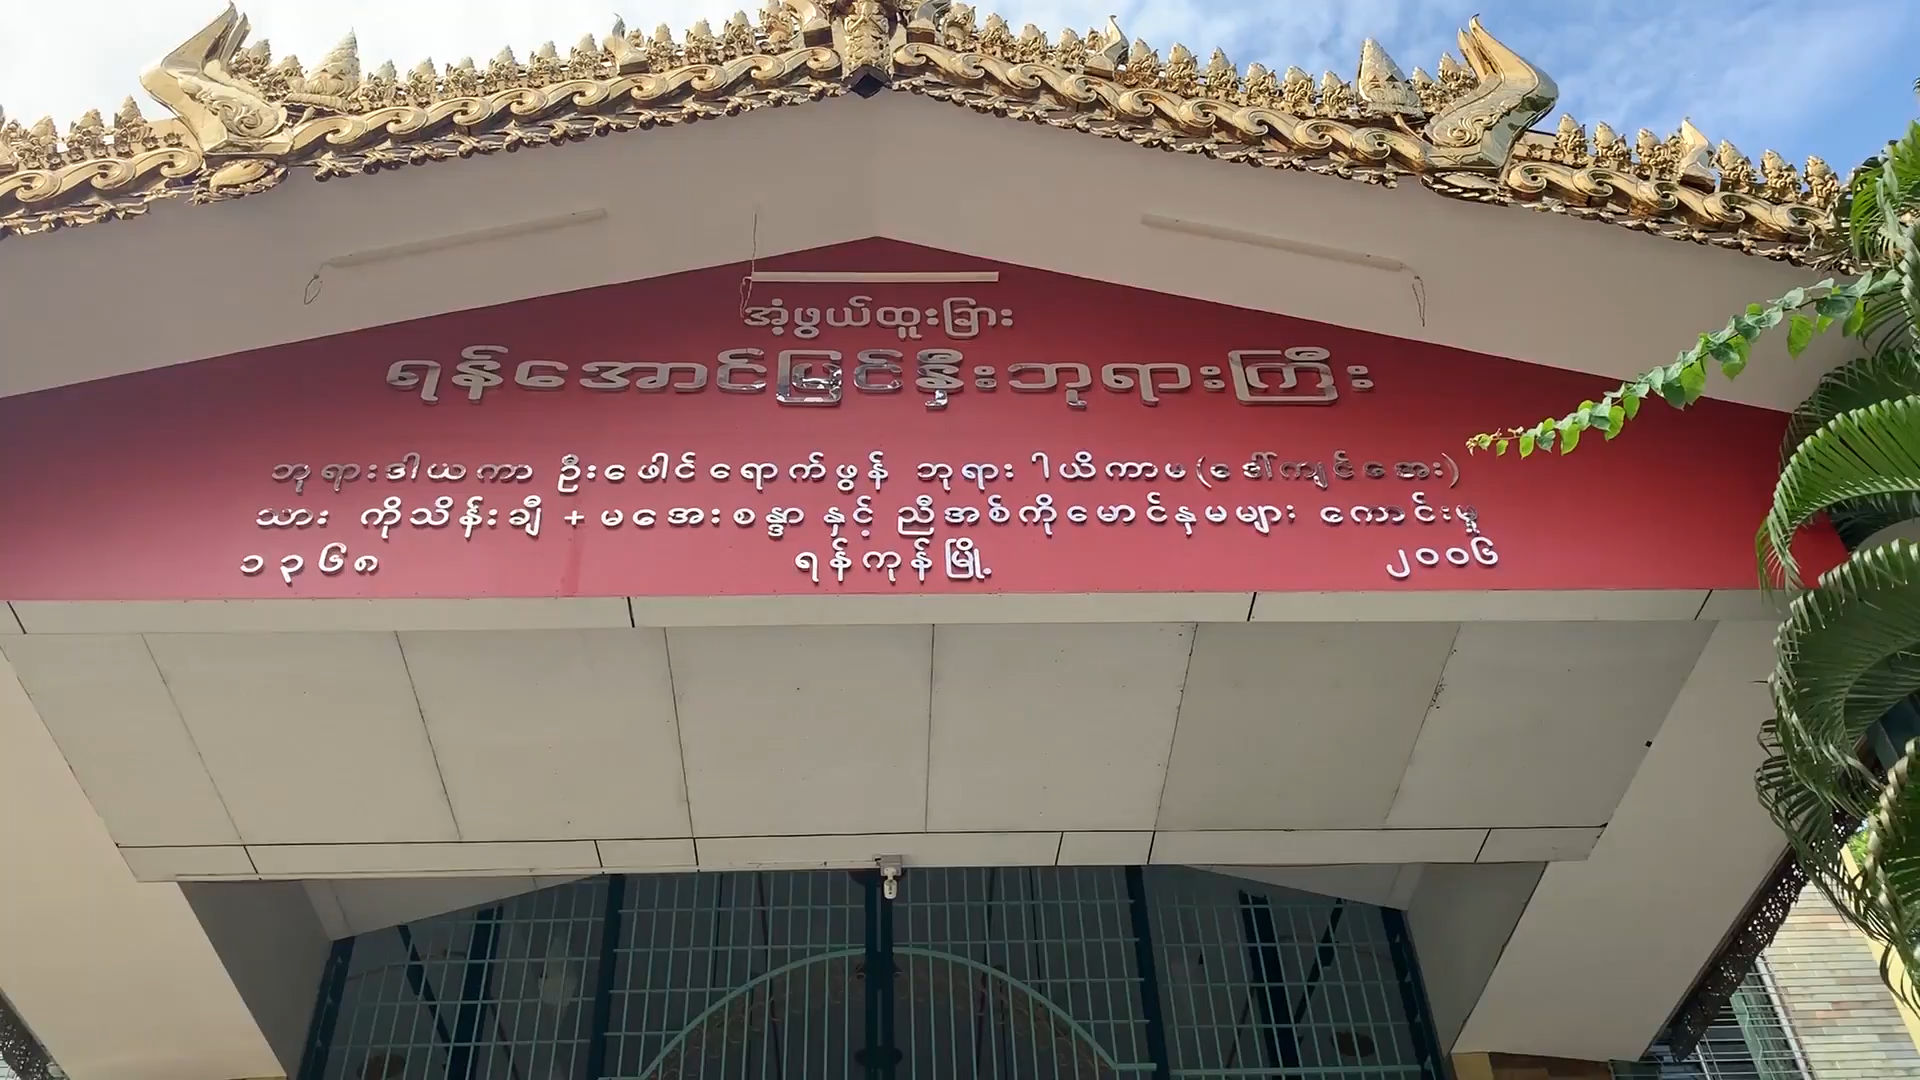 အံ့ဖွယ်ထူးခြား
ရန်အောင်မြင်နှီးဘုရားကြီး
ဘုရားဒါယကာ ဦးဖေါင်ရောက်ဖွန် ဘုရား ဒါယိကာမ (ဒေါ်ကျင်အေး)
သား ကိုသိန်းချီ + မအေးစန္ဒာ နှင့် ညီအစ်ကိုမောင်နှမများ ကောင်းမှု
၁၃၆၈ ရန်ကုန်မြို့. ၂၀၀၆